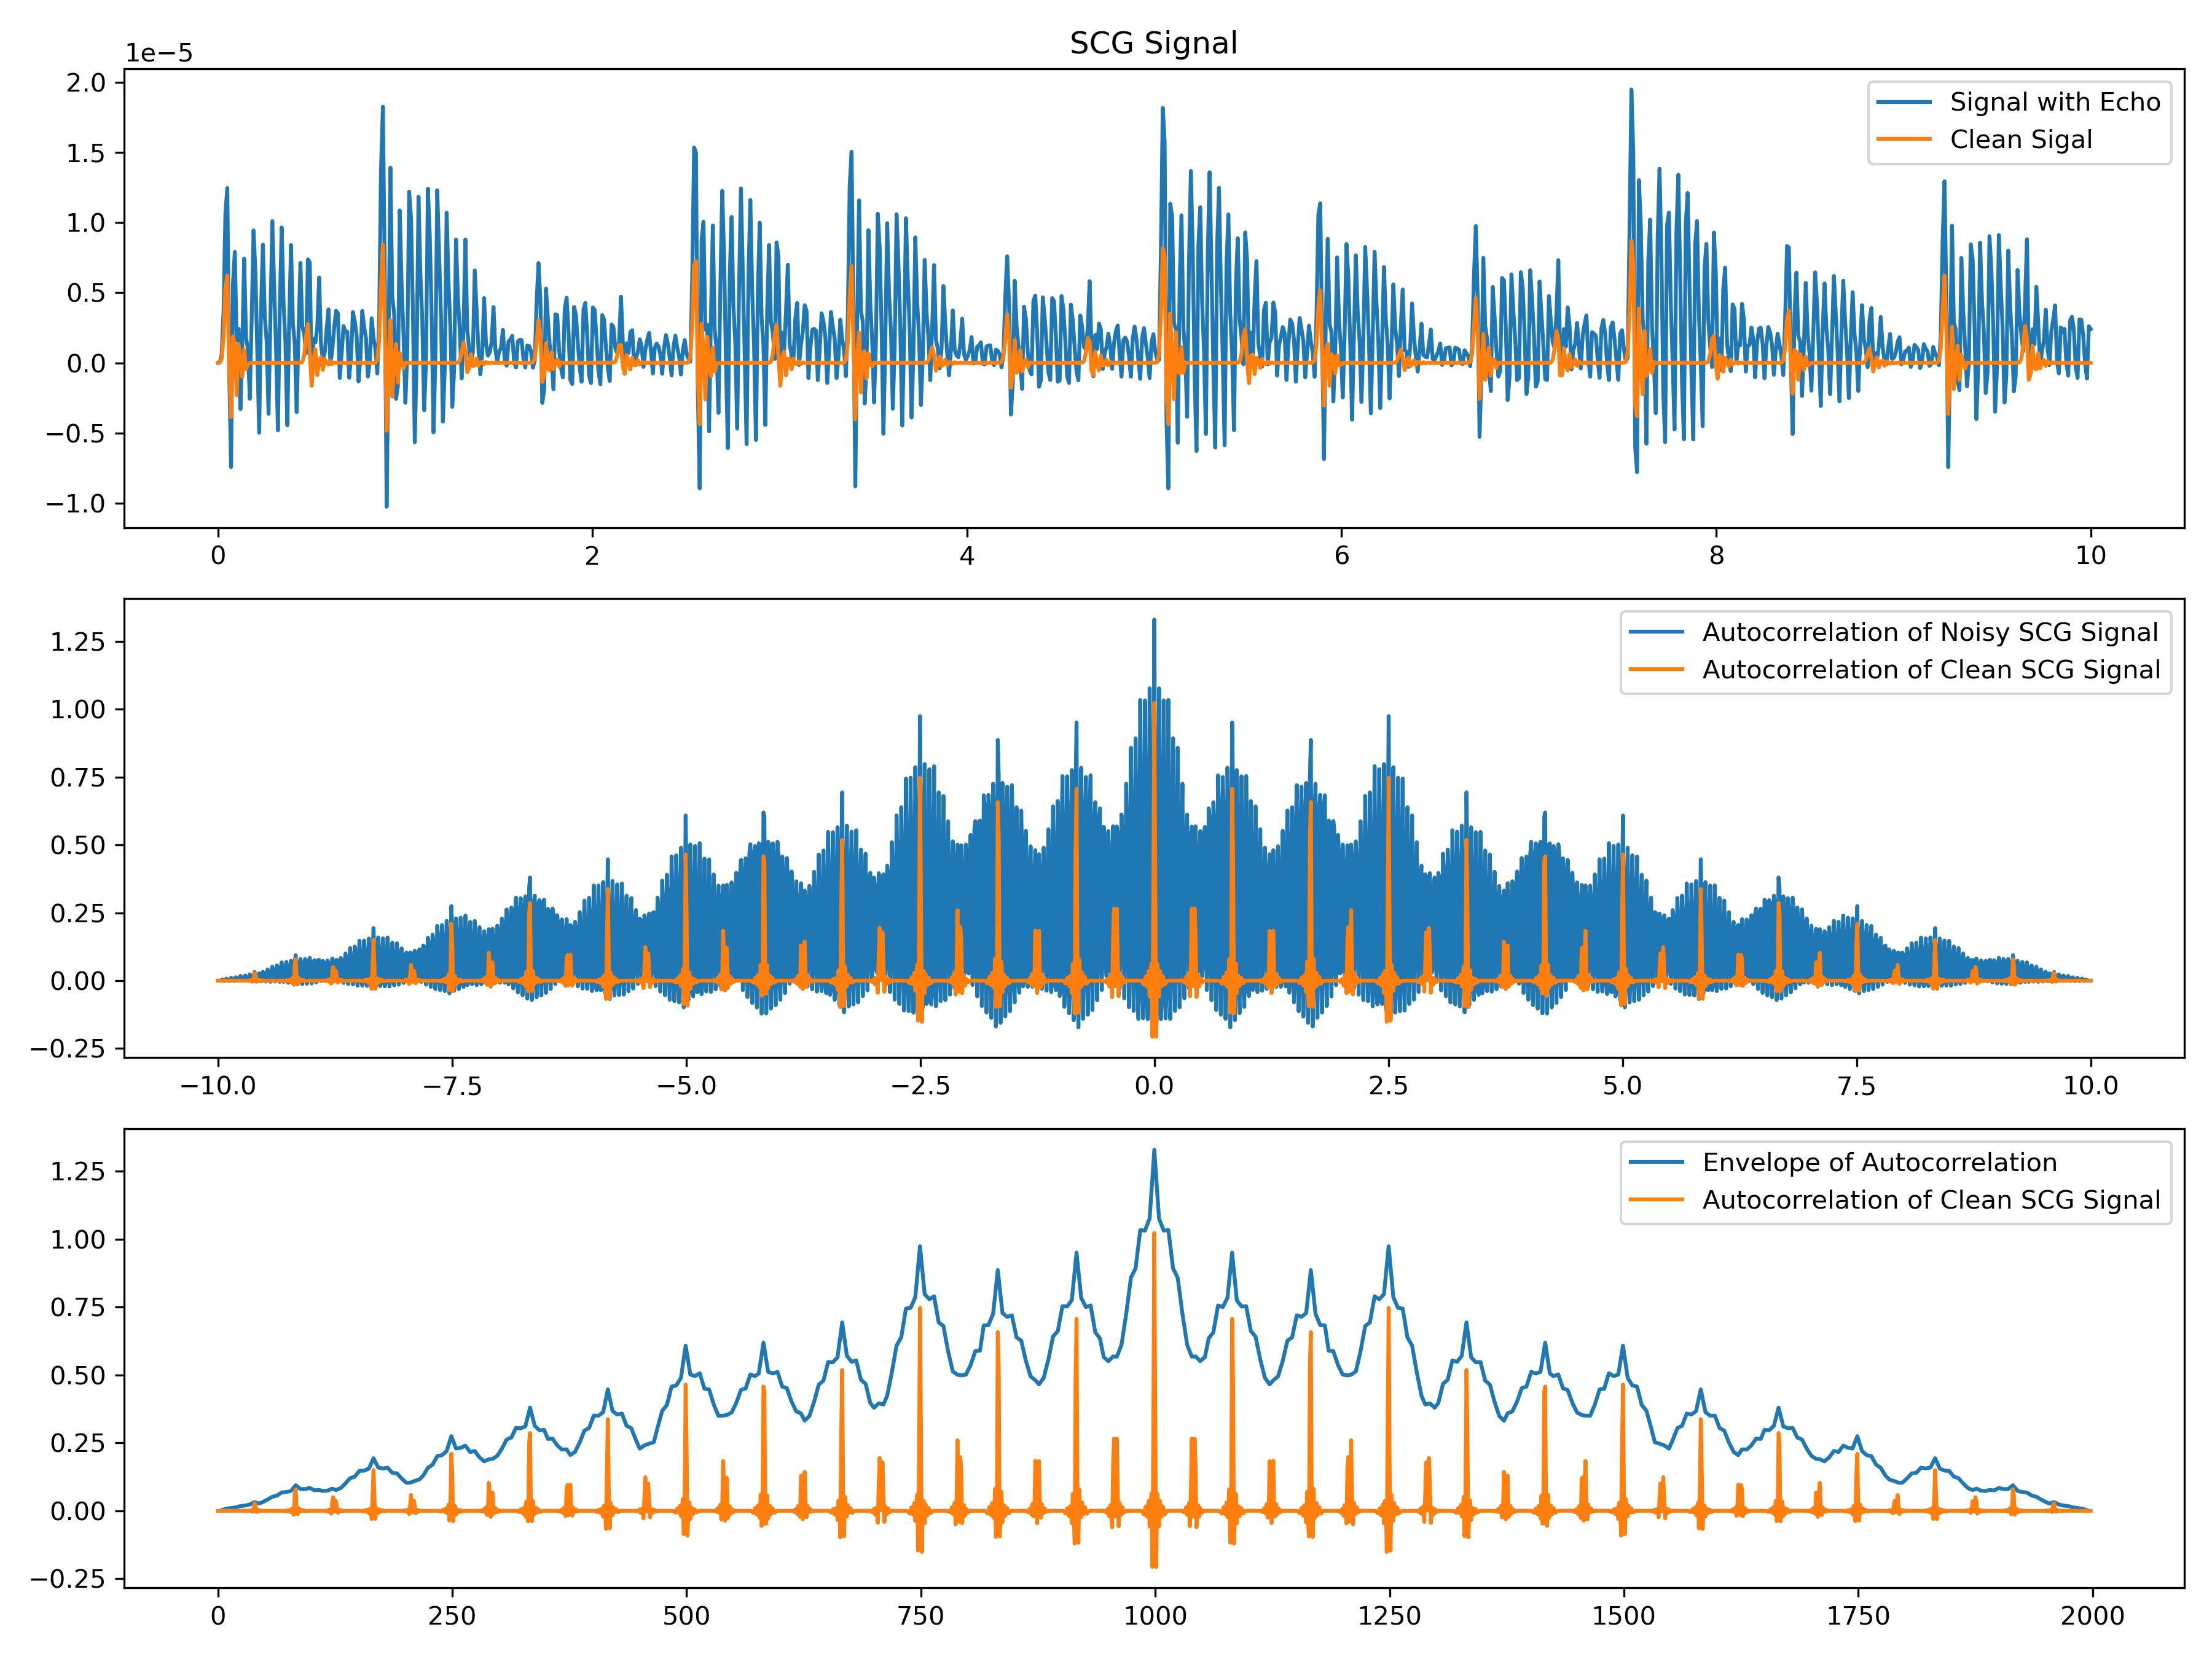 SCG Signal
1e−5
2.0
1.5
1.0
0.5
0.0
−0.5
−1.0
Signal with Echo
Clean Sigal
0 2 4 6 8 10
1.25
1.00
0.75
0.50
0.25
0.00
−0.25
Autocorrelation of Noisy SCG Signal
Autocorrelation of Clean SCG Signal
−10.0 −7.5 −5.0 −2.5 0.0 2.5 5.0 7.5 10.0
1.25
1.00
0.75
0.50
0.25
0.00
−0.25
Envelope of Autocorrelation
Autocorrelation of Clean SCG Signal
0 250 500 750 1000 1250 1500 1750 2000